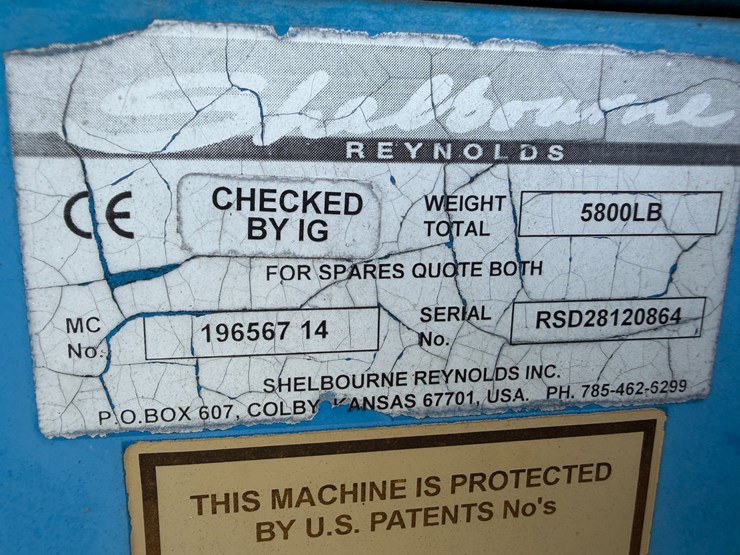 Shelbourne
REYNOLDS
CE
CHECKED
BY IG
WEIGHT
TOTAL
5800LB
FOR SPARES QUOTE BOTH
MC
No.
196567 14
SERIAL
No.
RSD28120864
SHELBOURNE REYNOLDS INC.
P.O.BOX 607, COLBY KANSAS 67701, USA. PH. 785-462-6299
THIS MACHINE IS PROTECTED
BY U.S. PATENTS No's